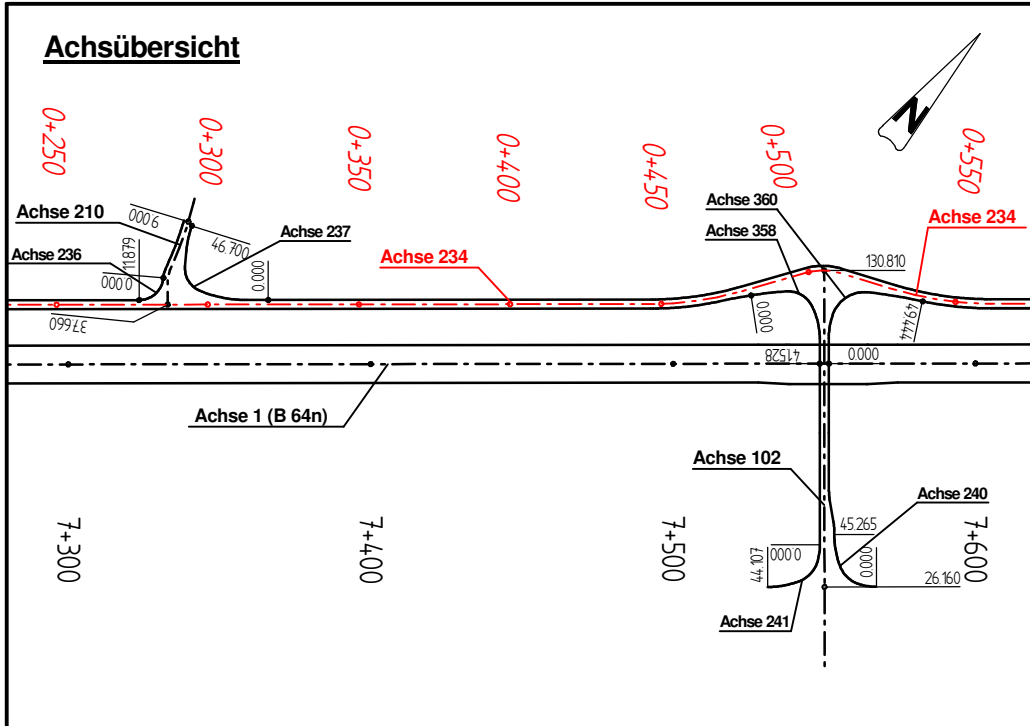 Achsübersicht
N
0+250
0+300
0+350
0+400
0+450
0+500
0+550
Achse 210
9.000
Achse 236
11.879
0.000
46.700
Achse 237
0.000
37.660
Achse 234
Achse 360
Achse 358
Achse 234
130.810
0.000
49.444
41.528
0.000
Achse 1 (B 64n)
Achse 102
Achse 240
45.265
7+300
7+400
7+500
7+600
44.107
0.000
0.000
26.160
Achse 241